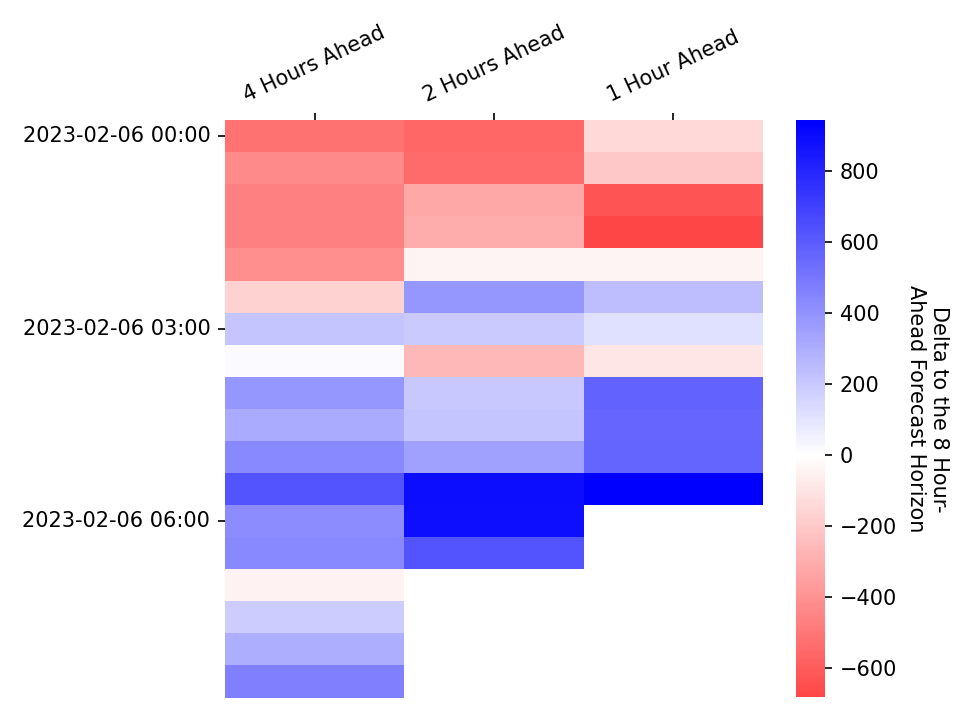 4 Hours Ahead
2 Hours Ahead
1 Hour Ahead
2023-02-06 00:00
2023-02-06 03:00
2023-02-06 06:00
800
600
400
200
0
−200
−400
−600
Delta to the 8 Hour-
Ahead Forecast Horizon